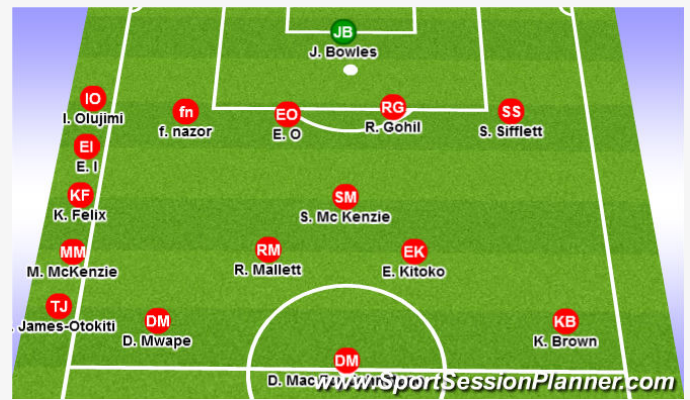 JB
J. Bowles
IO
I. Olujimi
fn
f. nazor
EO
E. O
RG
R. Gohil
SS
S. Sifflett
EI
E. I
KF
K. Felix
SM
S. Mc Kenzie
MM
M. McKenzie
RM
R. Mallett
EK
E. Kitoko
TJ
. James-Otokiti
DM
D. Mwape
KB
K. Brown
DM
D. Mac
www.SportSessionPlanner.com